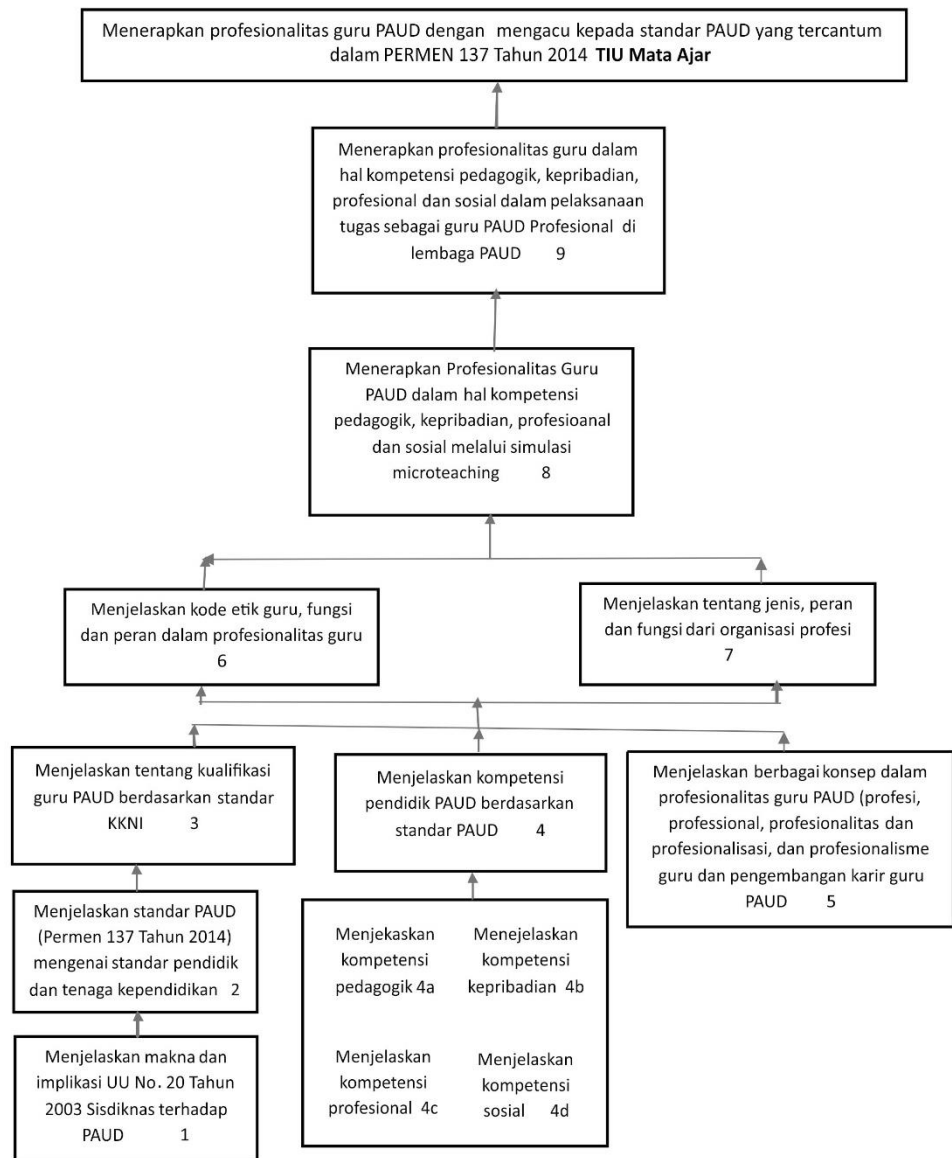 Menerapkan profesionalitas guru PAUD dengan mengacu kepada standar PAUD yang tercantum
dalam PERMEN 137 Tahun 2014 TIU Mata Ajar
Menerapkan profesionalitas guru dalam
hal kompetensi pedagogik, kepribadian,
profesional dan sosial dalam pelaksanaan
tugas sebagai guru PAUD Profesional di
lembaga PAUD 9
Menerapkan Profesionalitas Guru
PAUD dalam hal kompetensi
pedagogik, kepribadian, profesioanal
dan sosial melalui simulasi
microteaching 8
Menjelaskan kode etik guru, fungsi
dan peran dalam profesionalitas guru
6
Menjelaskan tentang jenis, peran
dan fungsi dari organisasi profesi
7
Menjelaskan tentang kualifikasi
guru PAUD berdasarkan standar
KKNI 3
Menjelaskan kompetensi
pendidik PAUD berdasarkan
standar PAUD 4
Menjelaskan berbagai konsep dalam
profesionalitas guru PAUD (profesi,
professional, profesionalitas dan
profesionalisasi, dan profesionalisme
guru dan pengembangan karir guru
PAUD 5
Menjelaskan standar PAUD
(Permen 137 Tahun 2014)
mengenai standar pendidik
dan tenaga kependidikan 2
Menjekaskan
kompetensi
pedagogik 4a
Menejelaskan
kompetensi
kepribadian 4b
Menjelaskan
kompetensi
profesional 4c
Menjelaskan
kompetensi
sosial 4d
Menjelaskan makna dan
implikasi UU No. 20 Tahun
2003 Sisdiknas terhadap
PAUD 1